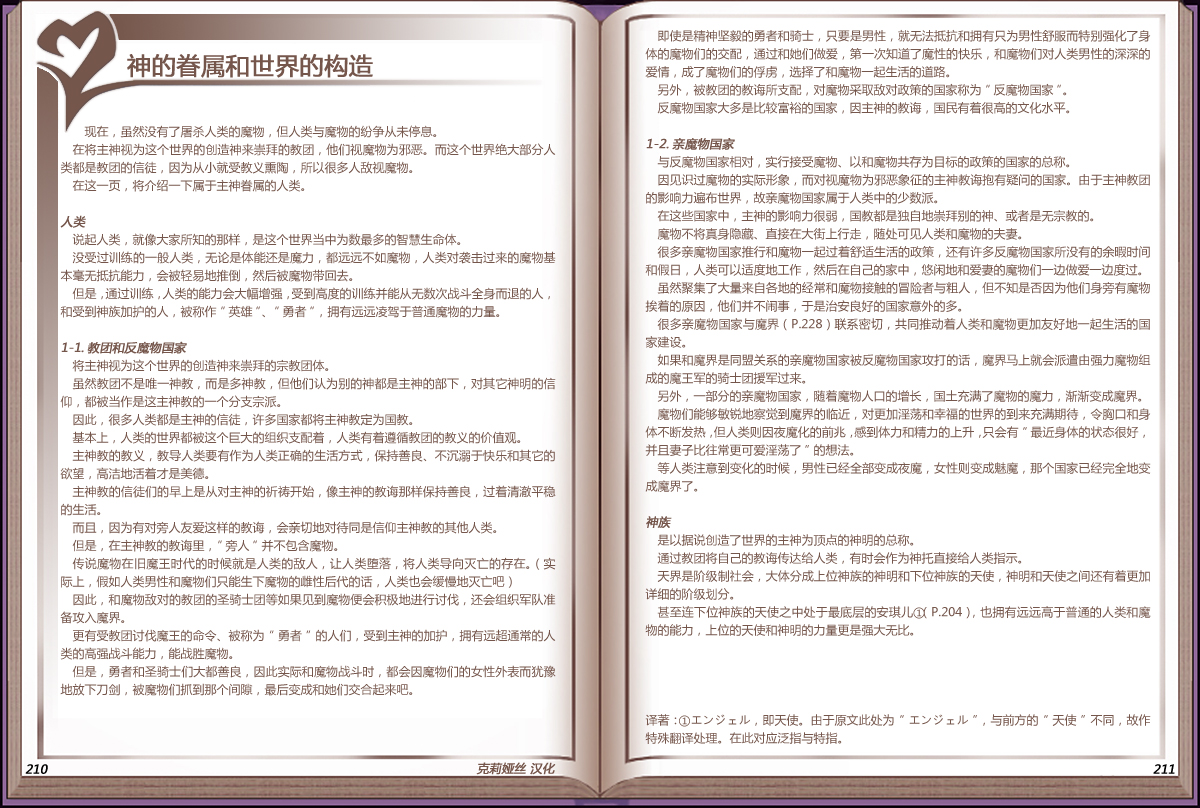 神的眷属和世界的构造
现在，虽然没有了屠杀人类的魔物，但人类与魔物的纷争从未停息。
在将主神视为这个世界的创造神来崇拜的教团，他们视魔物为邪恶。而这个世界绝大部分人
类都是教团的信徒，因为从小就受教义熏陶，所以很多人敌视魔物。
在这一页，将介绍一下属于主神眷属的人类。
人类
说起人类，就像大家所知的那样，是这个世界当中为数最多的智慧生命体。
没受过训练的一般人类，无论是体能还是魔力，都远远不如魔物，人类对袭击过来的魔物基
本毫无抵抗能力，会被轻易地推倒，然后被魔物带回去。
但是，通过训练，人类的能力会大幅增强，受到高度的训练并能从无数次战斗全身而退的人，
和受到神族加护的人，被称作＂英雄＂、＂勇者＂，拥有远远凌驾于普通魔物的力量。
1-1. 教团和反魔物国家
将主神视为这个世界的创造神来崇拜的宗教团体。
虽然教团不是唯一神教，而是多神教，但他们认为别的神都是主神的部下，对其它神明的信
仰，都被当作是这主神教的一个分支宗派。
因此，很多人类都是主神的信徒，许多国家都将主神教定为国教。
基本上，人类的世界都被这个巨大的组织支配着，人类有着遵循教团的教义的价值观。
主神教的教义，教导人类要有作为人类正确的生活方式，保持善良、不沉溺于快乐和其它的
欲望，高洁地活着才是美德。
主神教的信徒们的早上是从对主神的祈祷开始，像主神的教诲那样保持善良，过着清澈平稳
的生活。
而且，因为有对旁人友爱这样的教诲，会亲切地对待同是信仰主神教的其他人类。
但是，在主神教的教诲里，＂旁人＂并不包含魔物。
传说魔物在旧魔王时代的时候就是人类的敌人，让人类堕落，将人类导向灭亡的存在。（实
际上，假如人类男性和魔物们只能生下魔物的雌性后代的话，人类也会缓慢地灭亡吧）
因此，和魔物敌对的教团的圣骑士团等如果见到魔物便会积极地进行讨伐，还会组织军队准
备攻入魔界。
更有受教团讨伐魔王的命令、被称为＂勇者＂的人们，受到主神的加护，拥有远超通常的人
类的高强战斗能力，能战胜魔物。
但是，勇者和圣骑士们大都善良，因此实际和魔物战斗时，都会因魔物们的女性外表而犹豫
地放下刀剑，被魔物们抓到那个间隙，最后变成和她们交合起来吧。
210
克莉娅丝 汉化
即使是精神坚毅的勇者和骑士，只要是男性，就无法抵抗和拥有只为男性舒服而特别强化了身
体的魔物们的交配，通过和她们做爱，第一次知道了魔性的快乐，和魔物们对人类男性的深深的
爱情，成了魔物们的俘虏，选择了和魔物一起生活的道路。
另外，被教团的教诲所支配，对魔物采取敌对政策的国家称为＂反魔物国家＂。
反魔物国家大多是比较富裕的国家，因主神的教诲，国民有着很高的文化水平。
1-2. 亲魔物国家
与反魔物国家相对，实行接受魔物、以和魔物共存为目标的政策的国家的总称。
因见识过魔物的实际形象，而对视魔物为邪恶象征的主神教诲抱有疑问的国家。由于主神教团
的影响力遍布世界，故亲魔物国家属于人类中的少数派。
在这些国家中，主神的影响力很弱，国教都是独自地崇拜别的神、或者是无宗教的。
魔物不将真身隐藏、直接在大街上行走，随处可见人类和魔物的夫妻。
很多亲魔物国家推行和魔物一起过着舒适生活的政策，还有许多反魔物国家所没有的余暇时间
和假日，人类可以适度地工作，然后在自己的家中，悠闲地和爱妻的魔物们一边做爱一边度过。
虽然聚集了大量来自各地的经常和魔物接触的冒险者与粗人，但不知是否因为他们身旁有魔物
挨着的原因，他们并不闹事，于是治安良好的国家意外的多。
很多亲魔物国家与魔界（P.228）联系密切，共同推动着人类和魔物更加友好地一起生活的国
家建设。
如果和魔界是同盟关系的亲魔物国家被反魔物国家攻打的话，魔界马上就会派遣由强力魔物组
成的魔王军的骑士团援军过来。
另外，一部分的亲魔物国家，随着魔物人口的增长，国土充满了魔物的魔力，渐渐变成魔界。
魔物们能够敏锐地察觉到魔界的临近，对更加淫荡和幸福的世界的到来充满期待，令胸口和身
体不断发热，但人类则因夜魔化的前兆，感到体力和精力的上升，只会有＂最近身体的状态很好，
并且妻子比往常更可爱淫荡了＂的想法。
等人类注意到变化的时候，男性已经全部变成夜魔，女性则变成魅魔，那个国家已经完全地变
成魔界了。
神族
是以据说创造了世界的主神为顶点的神明的总称。
通过教团将自己的教诲传达给人类，有时会作为神托直接给人类指示。
天界是阶级制社会，大体分成上位神族的神明和下位神族的天使，神明和天使之间还有着更加
详细的阶级划分。
甚至连下位神族的天使之中处于最底层的安琪儿①（P.204），也拥有远远高于普通的人类和魔
物的能力，上位的天使和神明的力量更是强大无比。
译著：①エンジェル，即天使。由于原文此处为＂エンジェル＂，与前方的＂天使＂不同，故作
特殊翻译处理。在此对应泛指与特指。
211